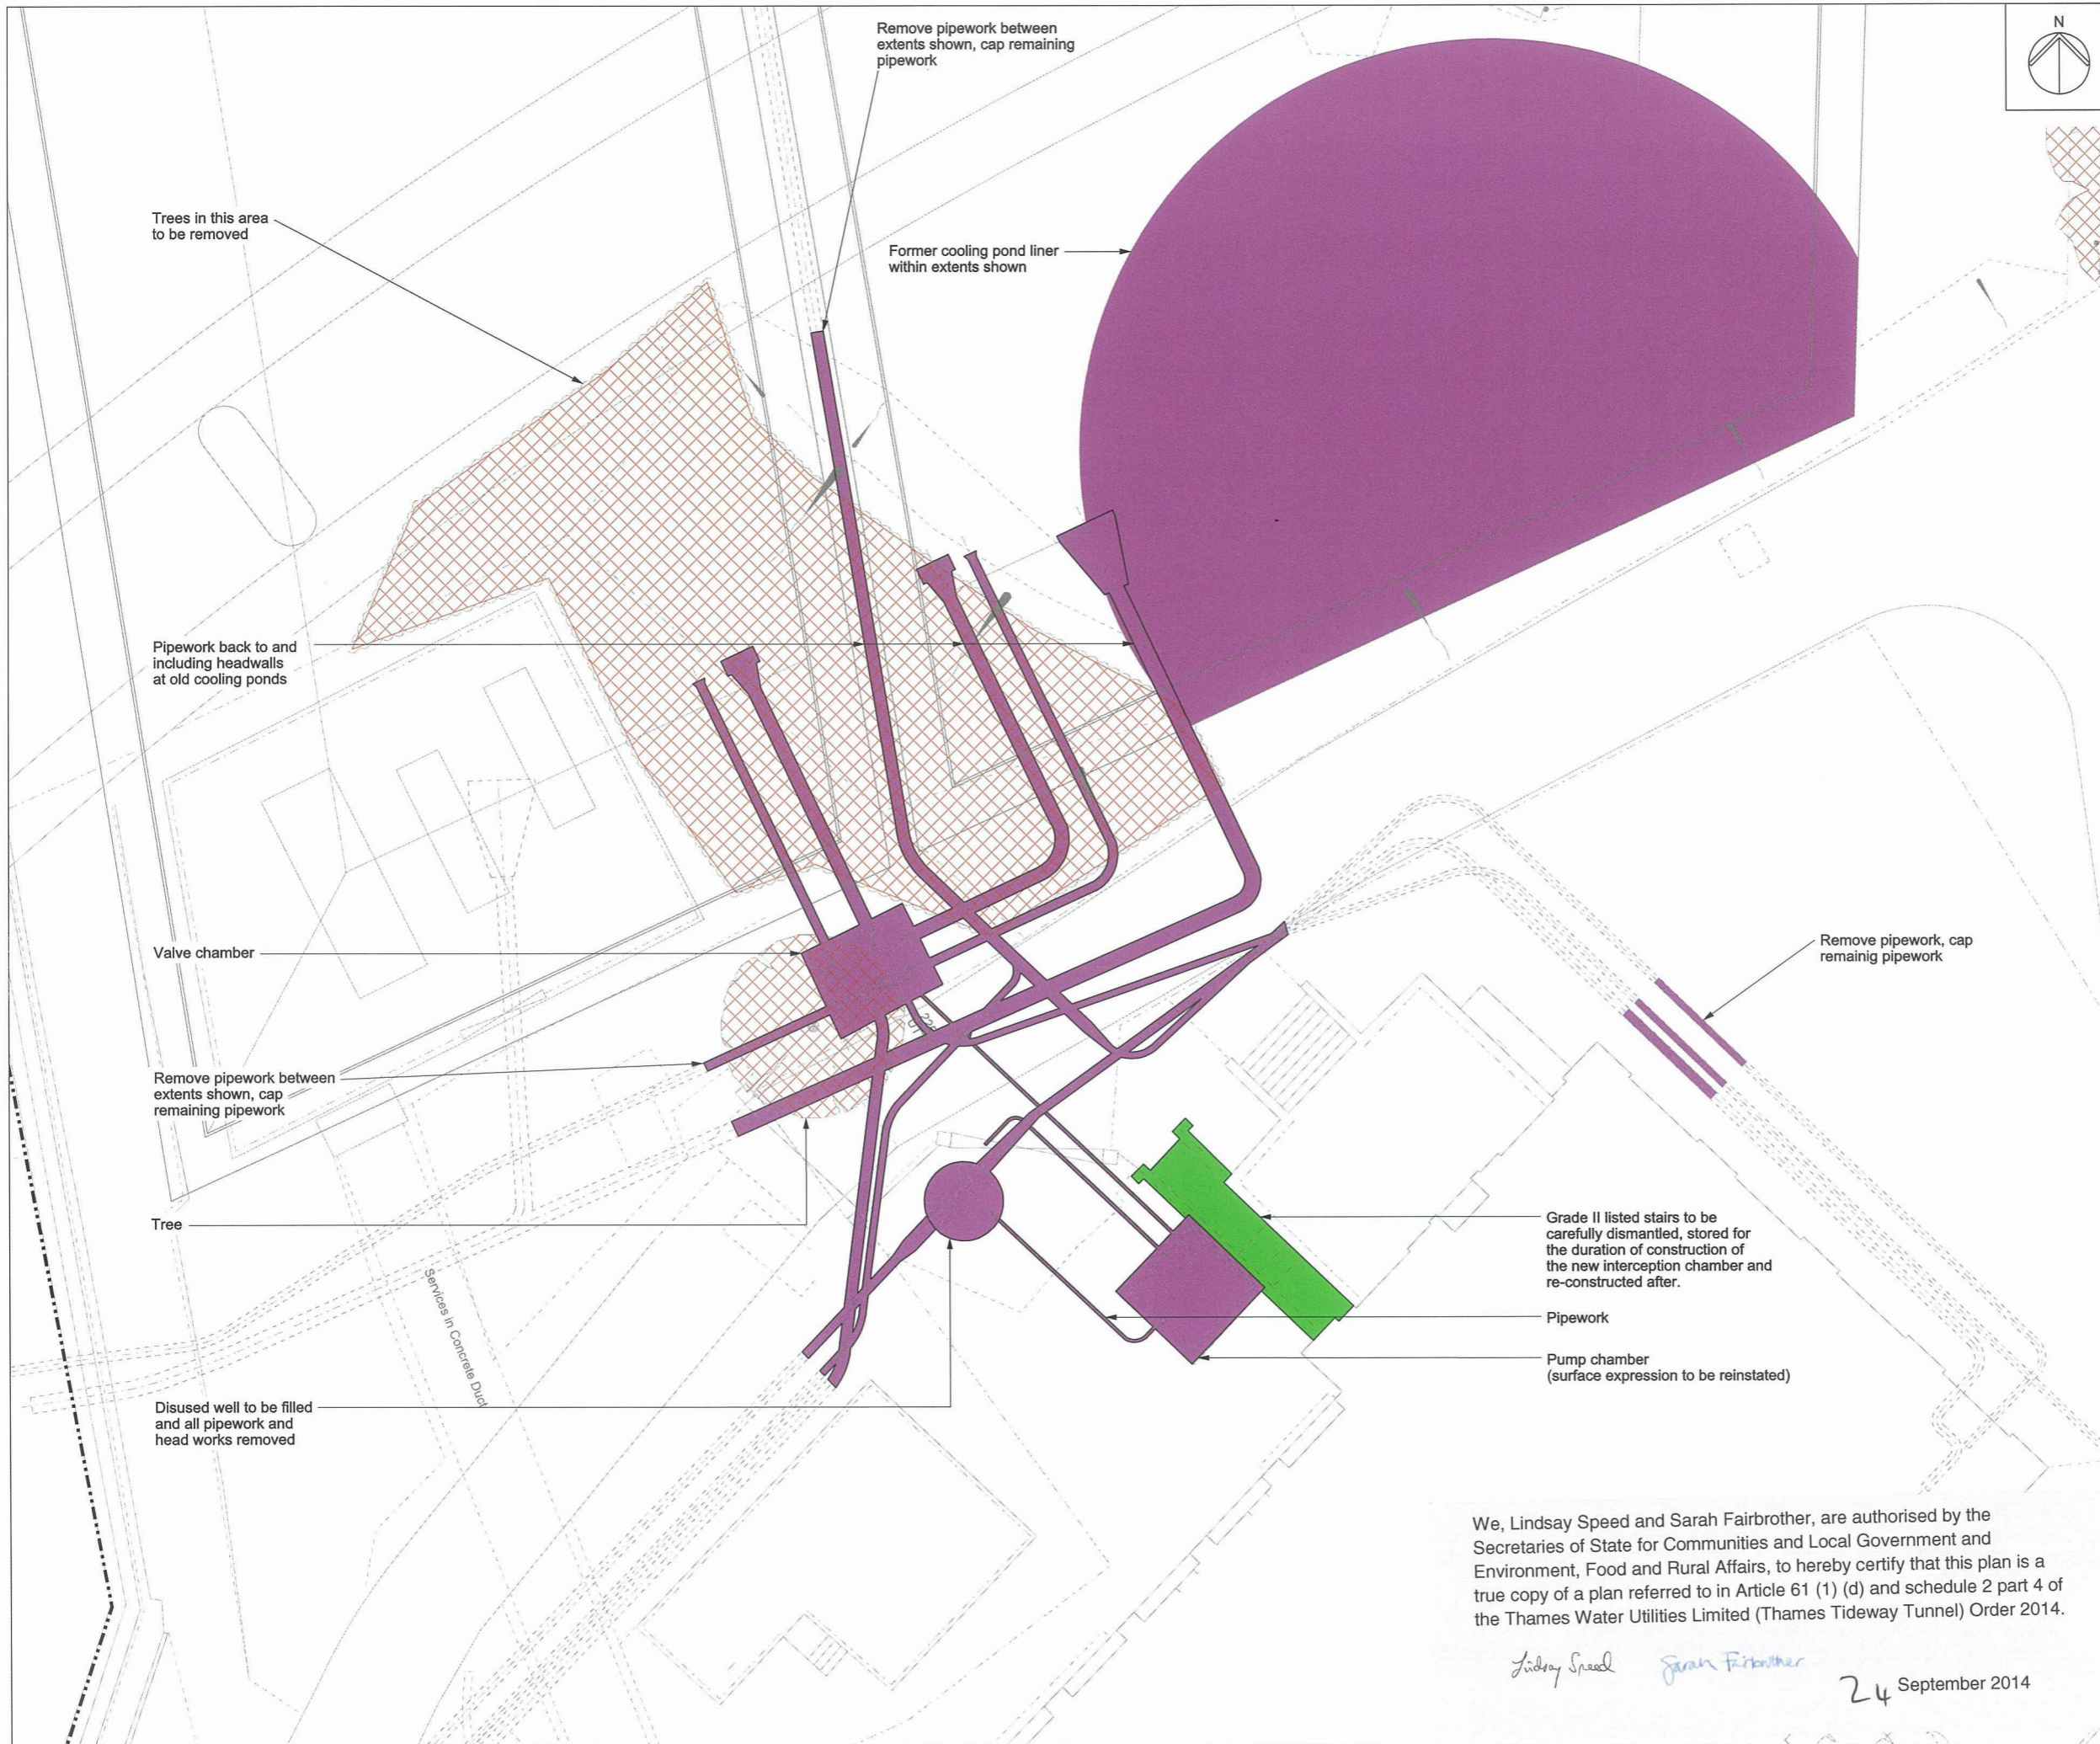 Remove pipework between
extents shown, cap remaining
pipework
N
Trees in this area
to be removed
Former cooling pond liner
within extents shown
Pipework back to and
including headwalls
at old cooling ponds
Valve chamber
Remove pipework, cap
remainig pipework
Remove pipework between
extents shown, cap
remaining pipework
Tree
Services in Concrete Duct
Grade II listed stairs to be
carefully dismantled, stored for
the duration of construction of
the new interception chamber and
re-constructed after.
Pipework
Pump chamber
(surface expression to be reinstated)
Disused well to be filled
and all pipework and
head works removed
We, Lindsay Speed and Sarah Fairbrother, are authorised by the
Secretaries of State for Communities and Local Government and
Environment, Food and Rural Affairs, to hereby certify that this plan is a
true copy of a plan referred to in Article 61 (1) (d) and schedule 2 part 4 of
the Thames Water Utilities Limited (Thames Tideway Tunnel) Order 2014.
Lindsay Speed Sarah Fairbrother
24 September 2014